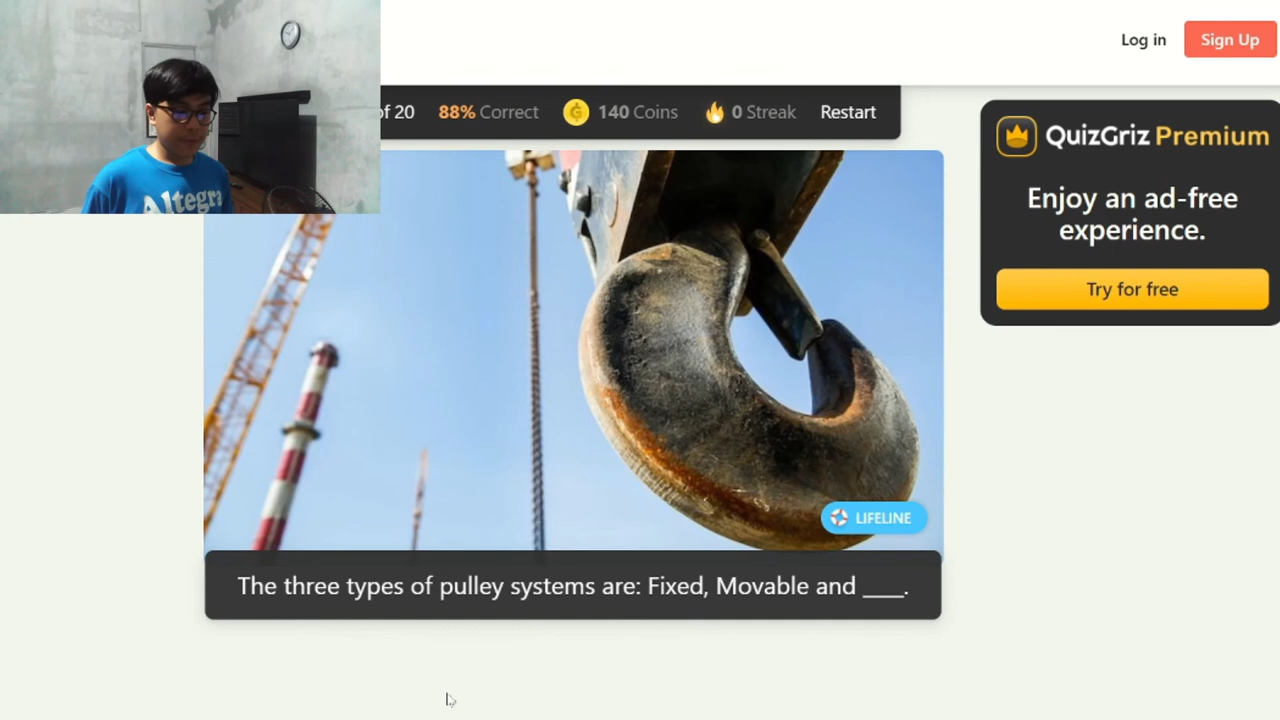 Log in
Sign Up
of 20
88% Correct
140 Coins
0 Streak
Restart
QuizGriz Premium
Enjoy an ad-free
experience.
Try for free
Altegra
LIFELINE
The three types of pulley systems are: Fixed, Movable and ____.